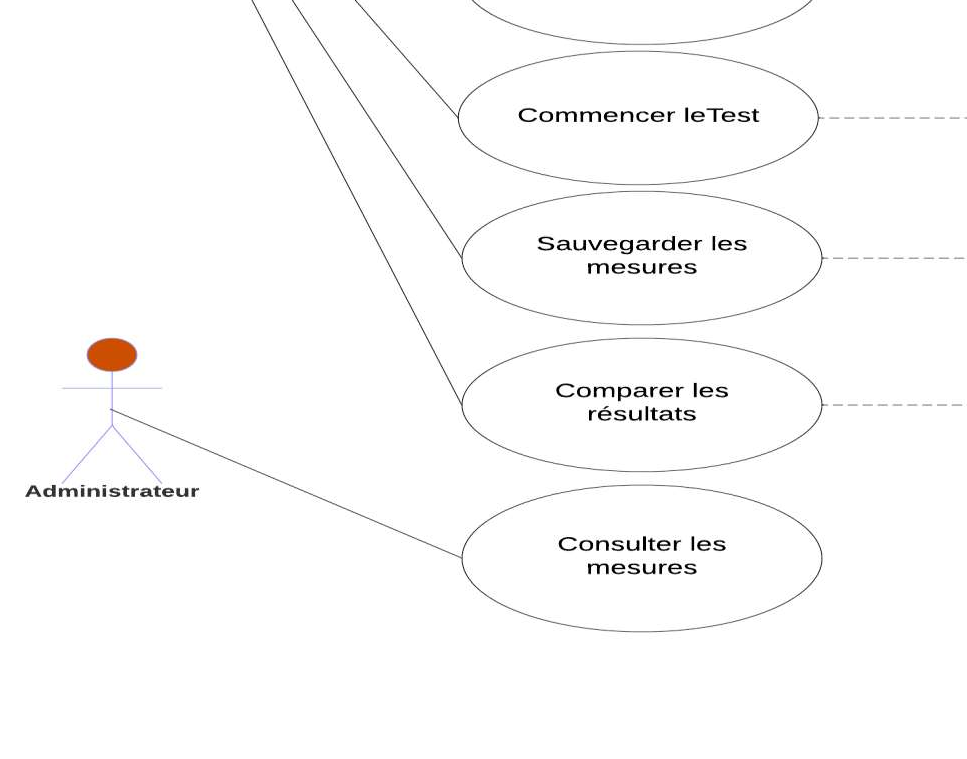 Commencer leTest
Sauvegarder les
mesures
Comparer les
résultats
Administrateur
Consulter les
mesures